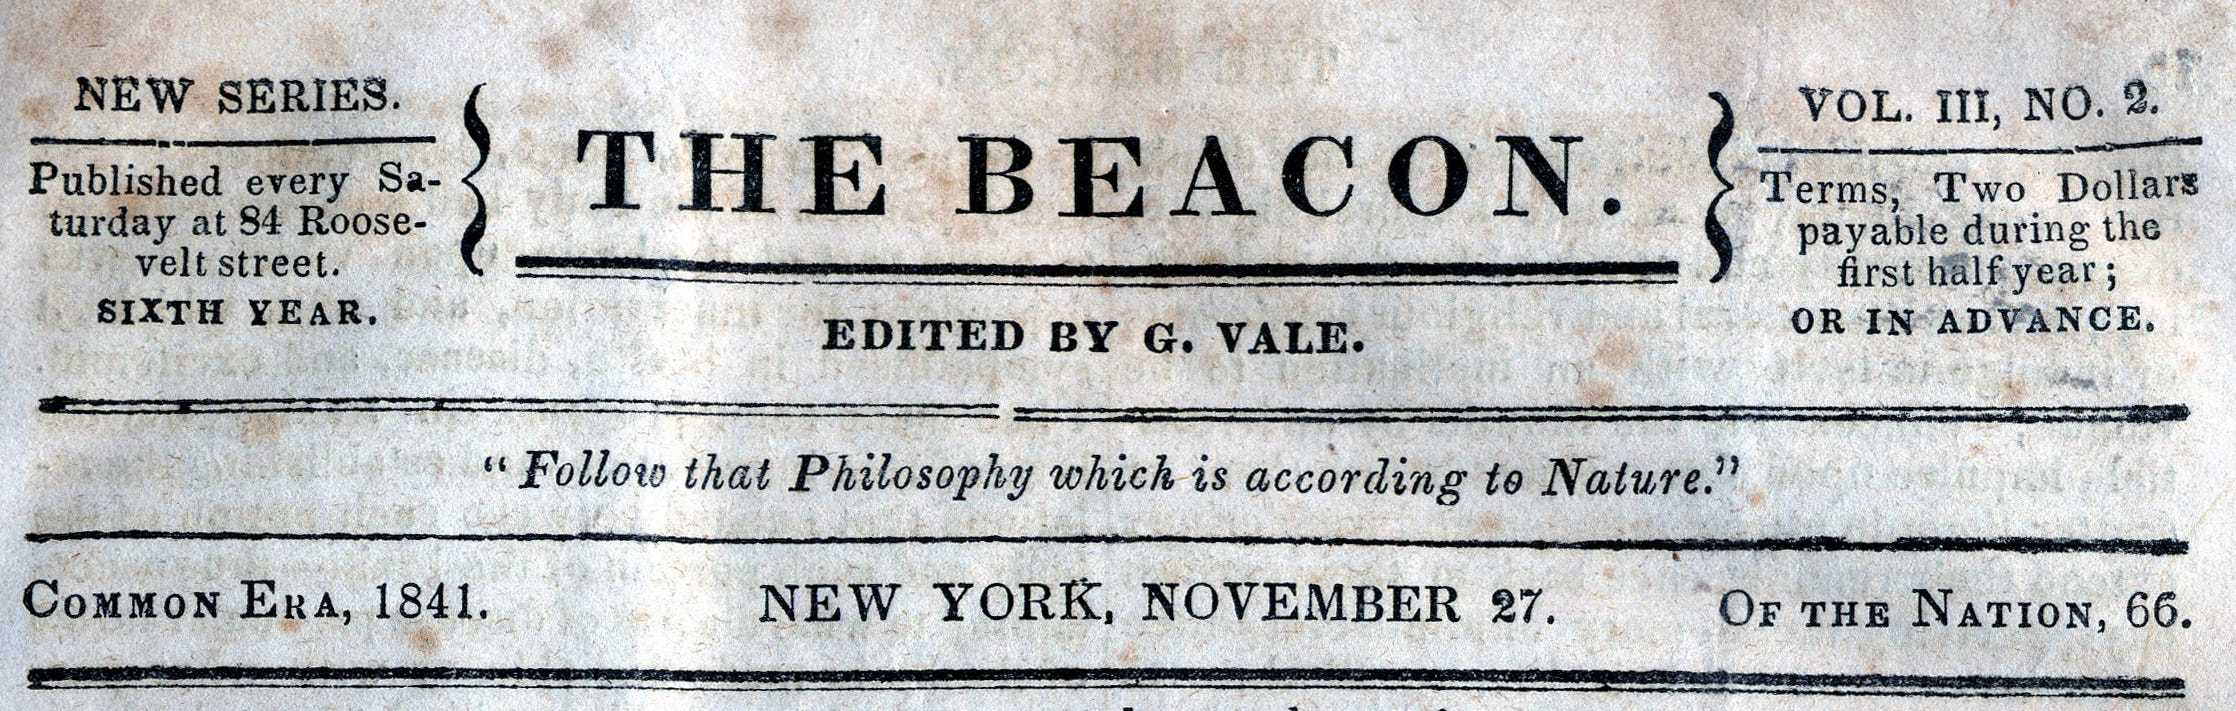 NEW SERIES.
Published every Sa-
turday at 84 Roose-
velt street.
SIXTH YEAR.
THE BEACON.
EDITED BY G. VALE.
VOL. III, NO. 2.
Terms, Two Dollars
payable during the
first half year;
OR IN ADVANCE.
"Follow that Philosophy which is according to Nature."
COMMON ERA, 1841.
NEW YORK, NOVEMBER 27.
OF THE NATION, 66.